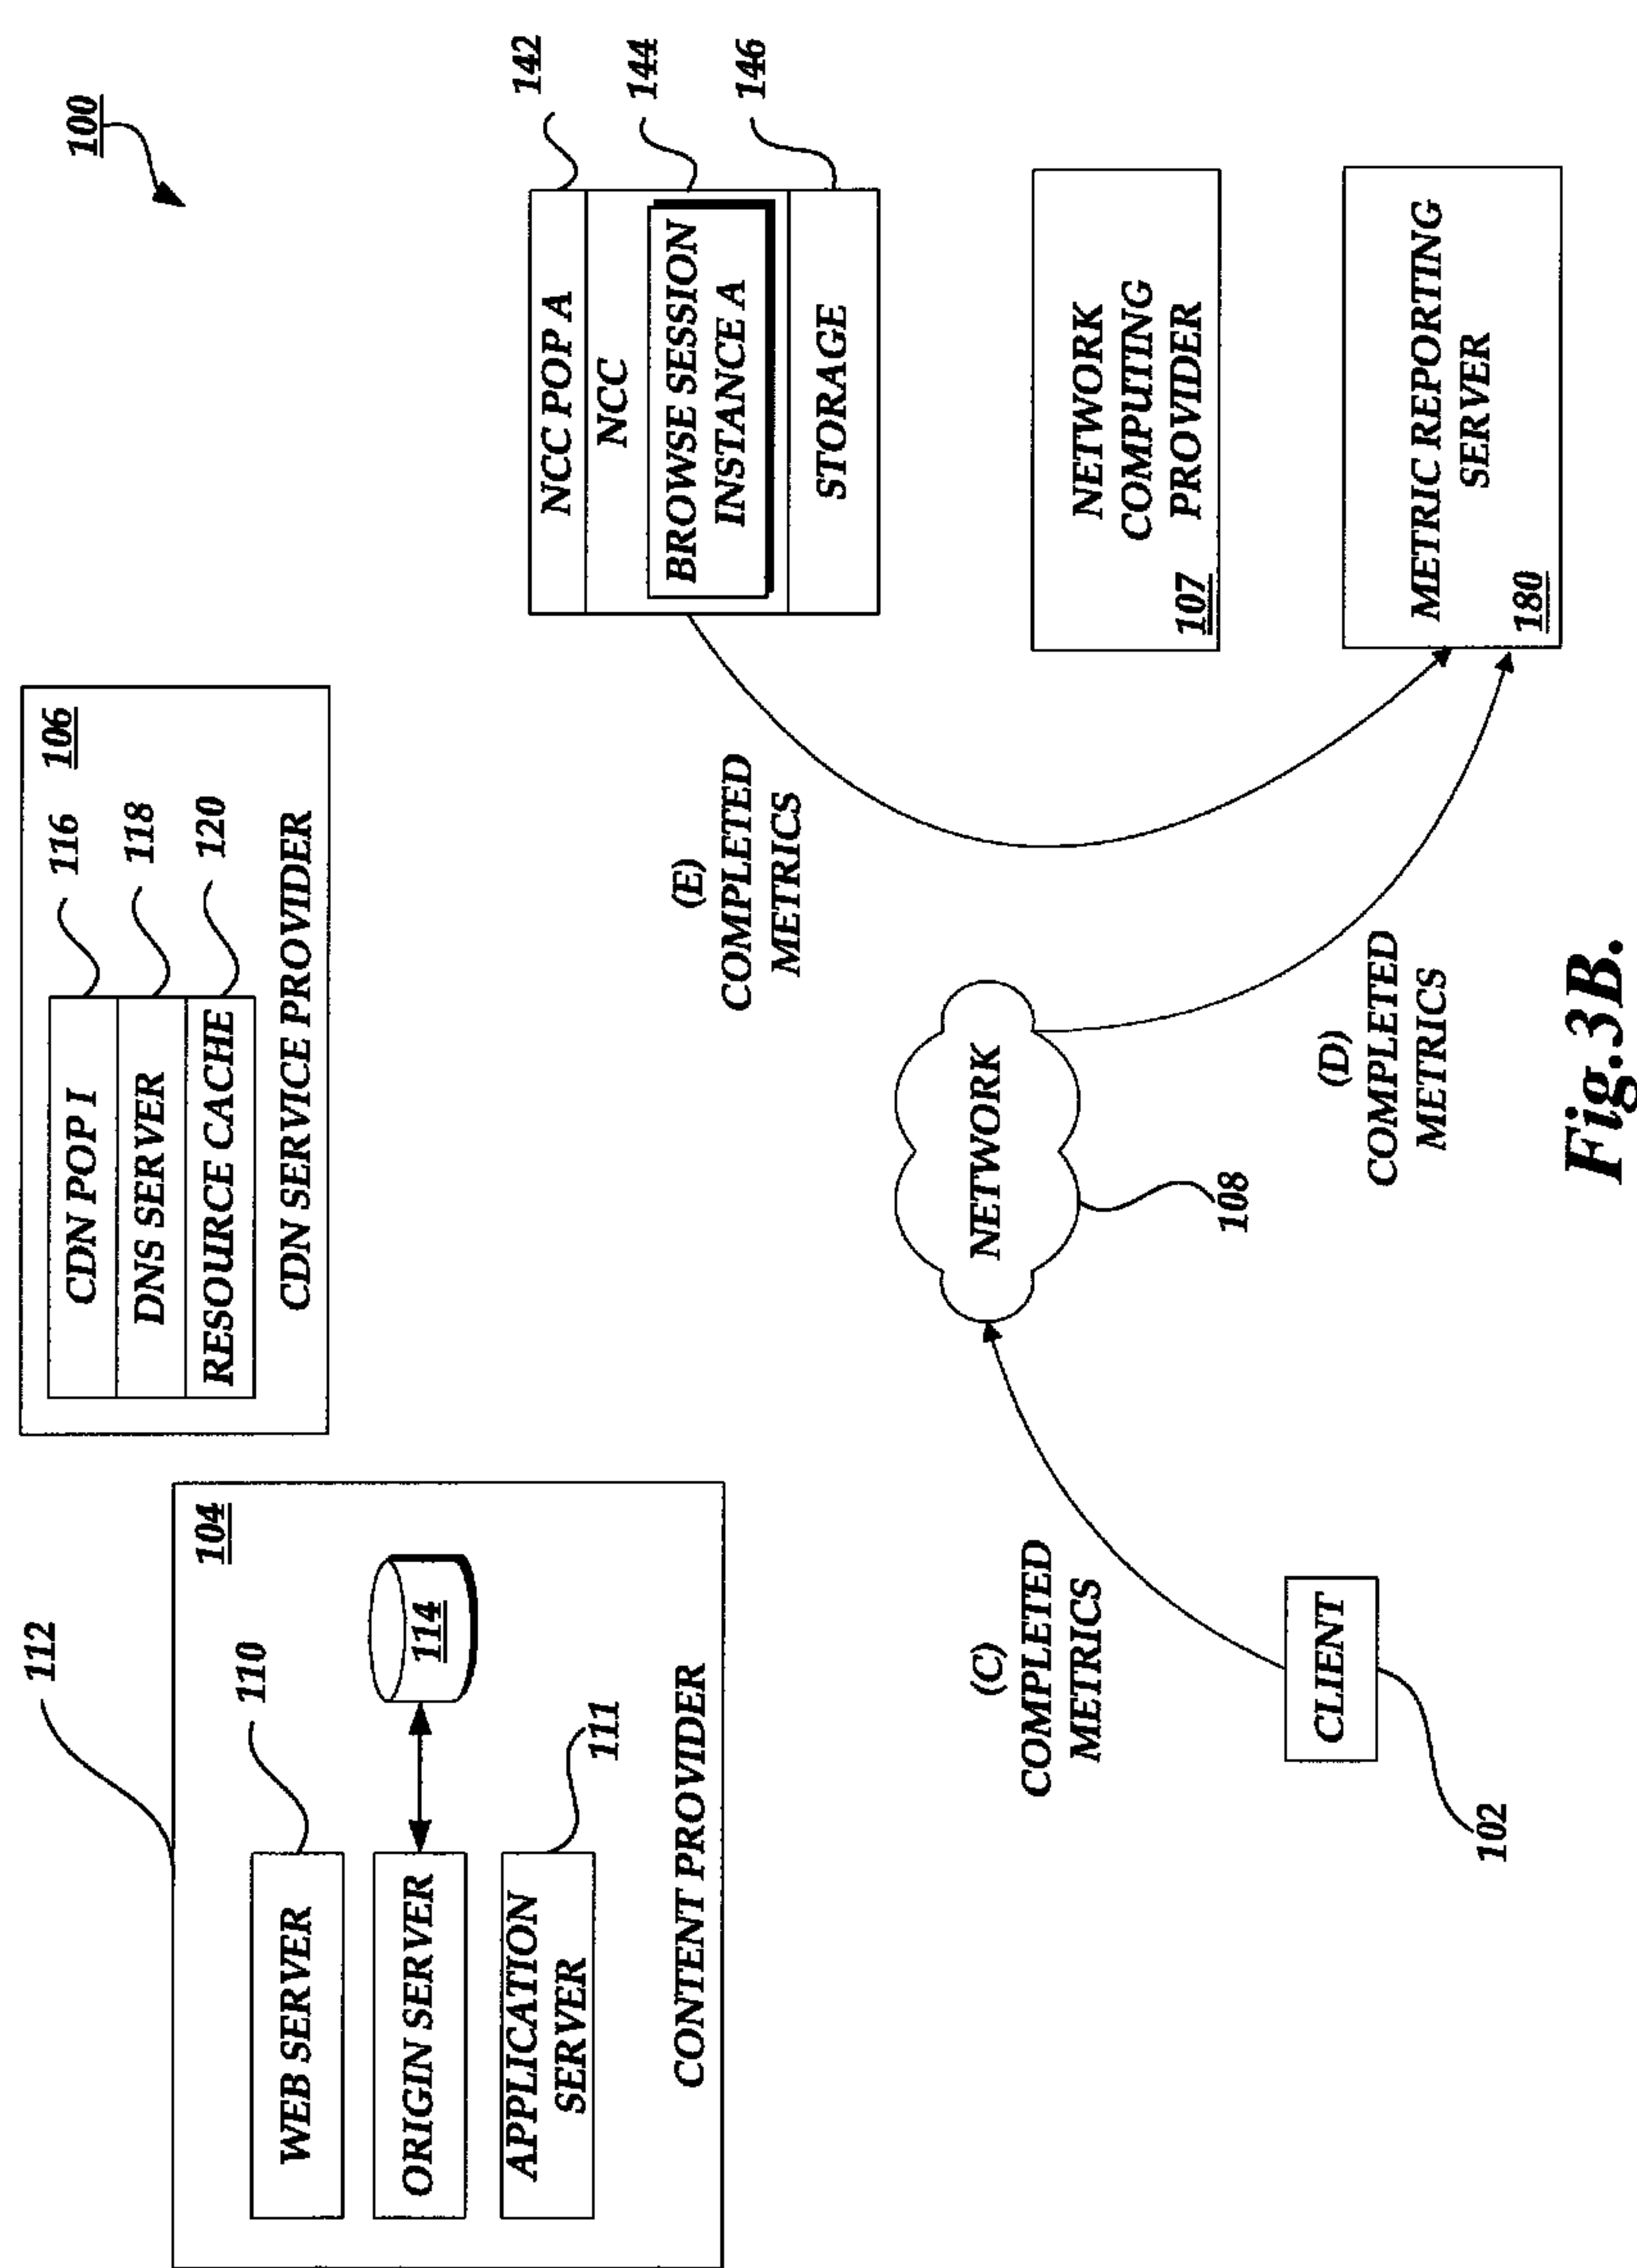 100
112
104
110
WEB SERVER
ORIGIN SERVER
114
APPLICATION
SERVER
111
CONTENT PROVIDER
106
CDN POP I
116
DNS SERVER
118
RESOURCE CACHE
120
CDN SERVICE PROVIDER
NCC POP A
142
NCC
144
BROWSE SESSION
INSTANCE A
STORAGE
146
(E)
COMPLETED
METRICS
(C)
COMPLETED
METRICS
NETWORK
108
NETWORK
COMPUTING
PROVIDER
107
CLIENT
102
(D)
COMPLETED
METRICS
METRIC REPORTING
SERVER
180
Fig.3B.